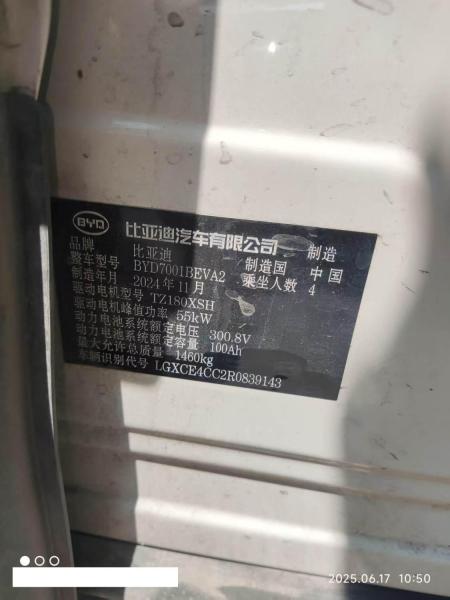 BYD 比亚迪汽车有限公司 制造
品牌 比亚迪 制造国 中国
整车型号 BYD7001BEVA2 乘坐人数 4
制造年月 2024年11月
驱动电机型号 TZ180XSH
驱动电机峰值功率 55kW
动力电池系统额定电压 300.8V
动力电池系统额定容量 100Ah
最大允许总质量 1460kg
车辆识别代号 LGXCE4CC2R0839143
2025.06.17 10:50